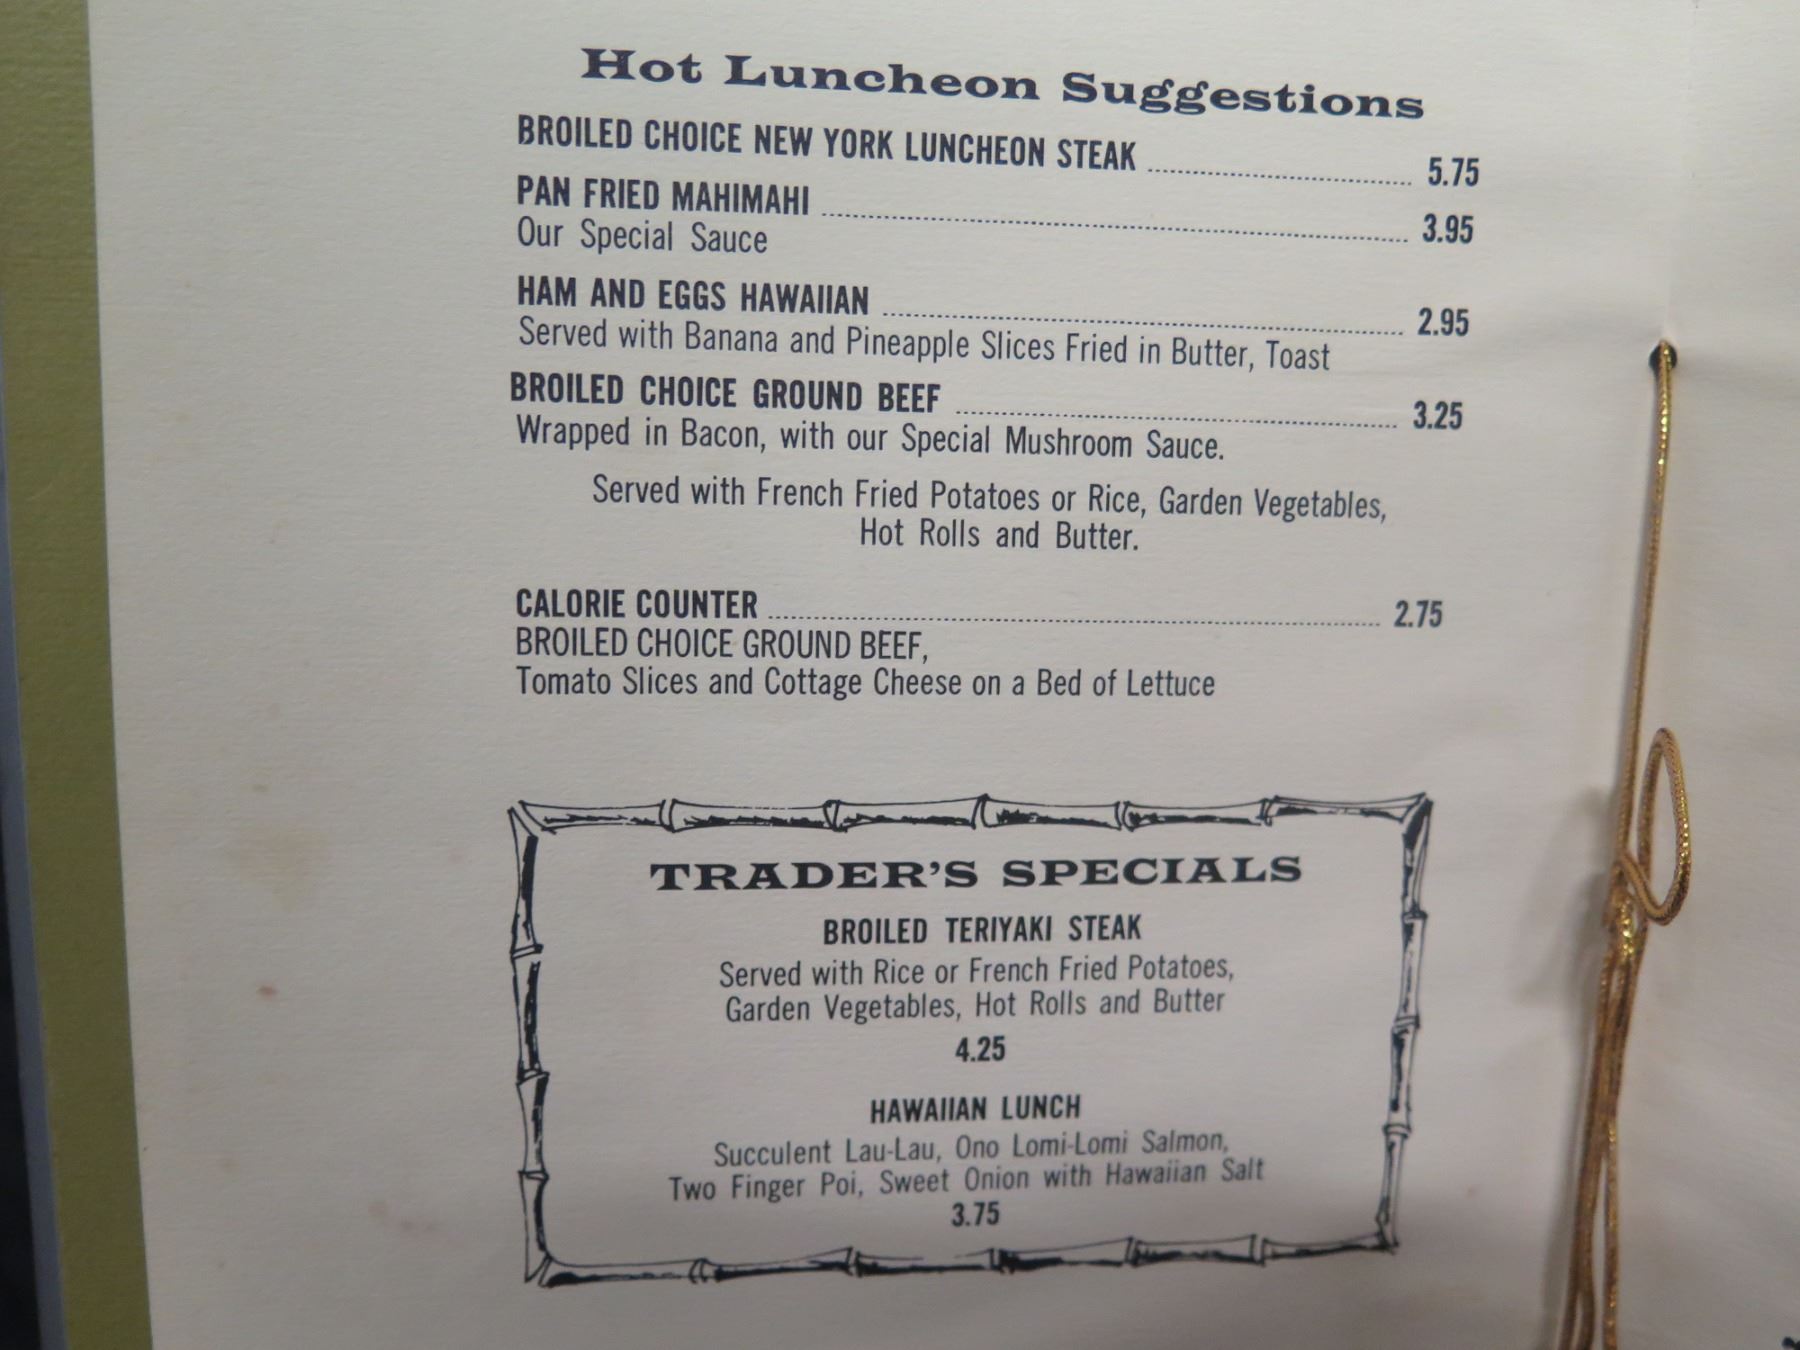 Hot Luncheon Suggestions
BROILED CHOICE NEW YORK LUNCHEON STEAK ........ 5.75
PAN FRIED MAHIMAHI ........ 3.95
Our Special Sauce
HAM AND EGGS HAWAIIAN ........ 2.95
Served with Banana and Pineapple Slices Fried in Butter, Toast
BROILED CHOICE GROUND BEEF ........ 3.25
Wrapped in Bacon, with our Special Mushroom Sauce.
Served with French Fried Potatoes or Rice, Garden Vegetables,
Hot Rolls and Butter.
CALORIE COUNTER ........ 2.75
BROILED CHOICE GROUND BEEF,
Tomato Slices and Cottage Cheese on a Bed of Lettuce
TRADER'S SPECIALS
BROILED TERIYAKI STEAK
Served with Rice or French Fried Potatoes,
Garden Vegetables, Hot Rolls and Butter
4.25
HAWAIIAN LUNCH
Succulent Lau-Lau, Ono Lomi-Lomi Salmon,
Two Finger Poi, Sweet Onion with Hawaiian Salt
3.75